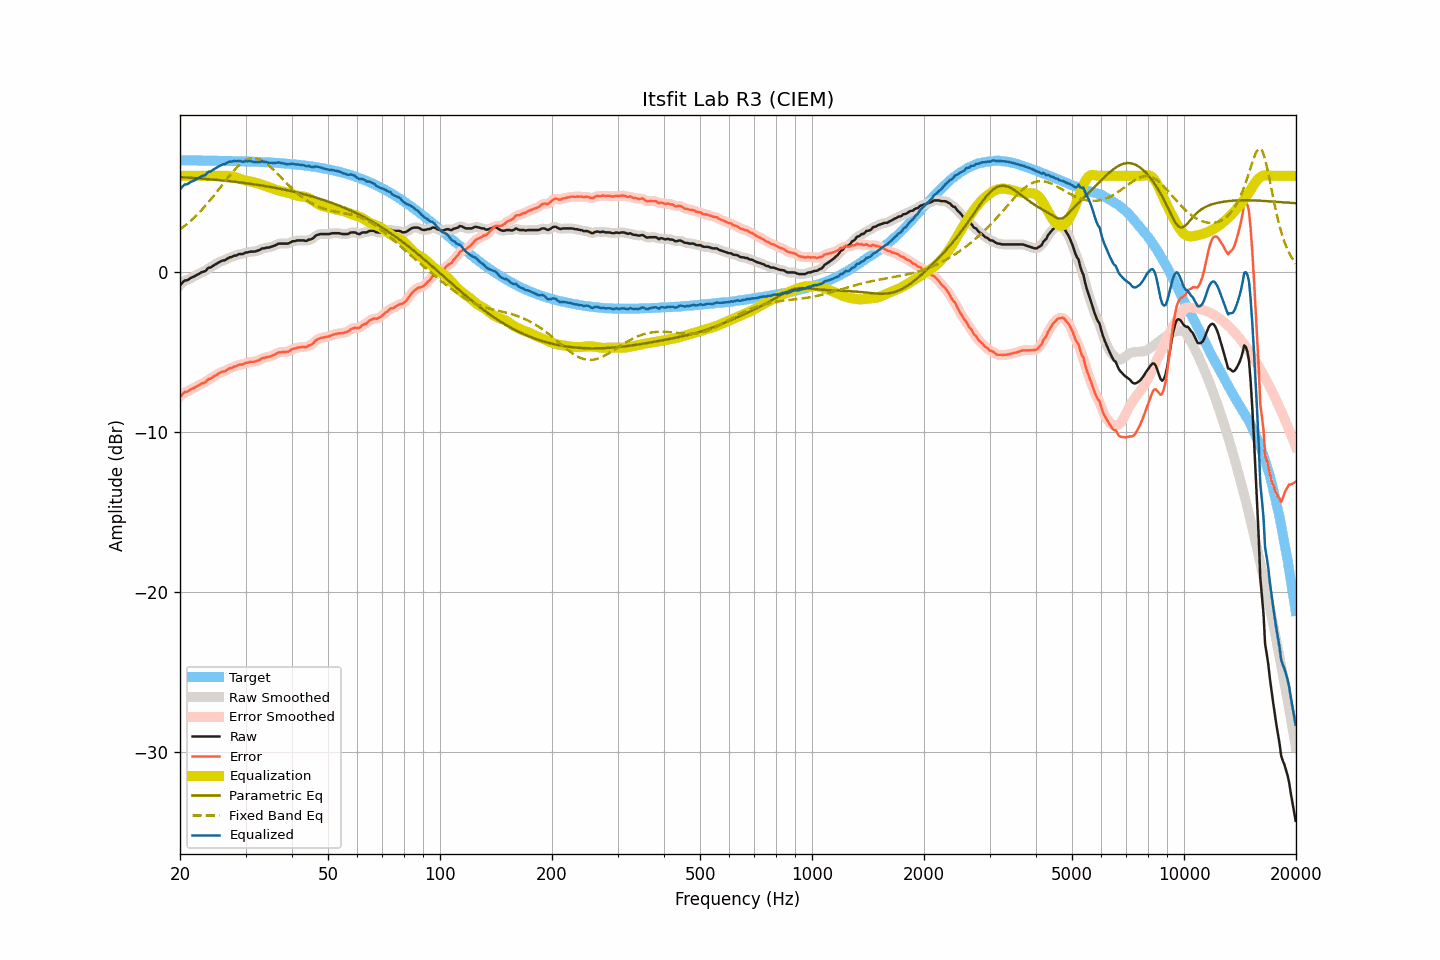 Itsfit Lab R3 (CIEM)
Amplitude (dBr)
0
−10
−20
−30
Target
Raw Smoothed
Error Smoothed
Raw
Error
Equalization
Parametric Eq
Fixed Band Eq
Equalized
20 50 100 200 500 1000 2000 5000 10000 20000
Frequency (Hz)